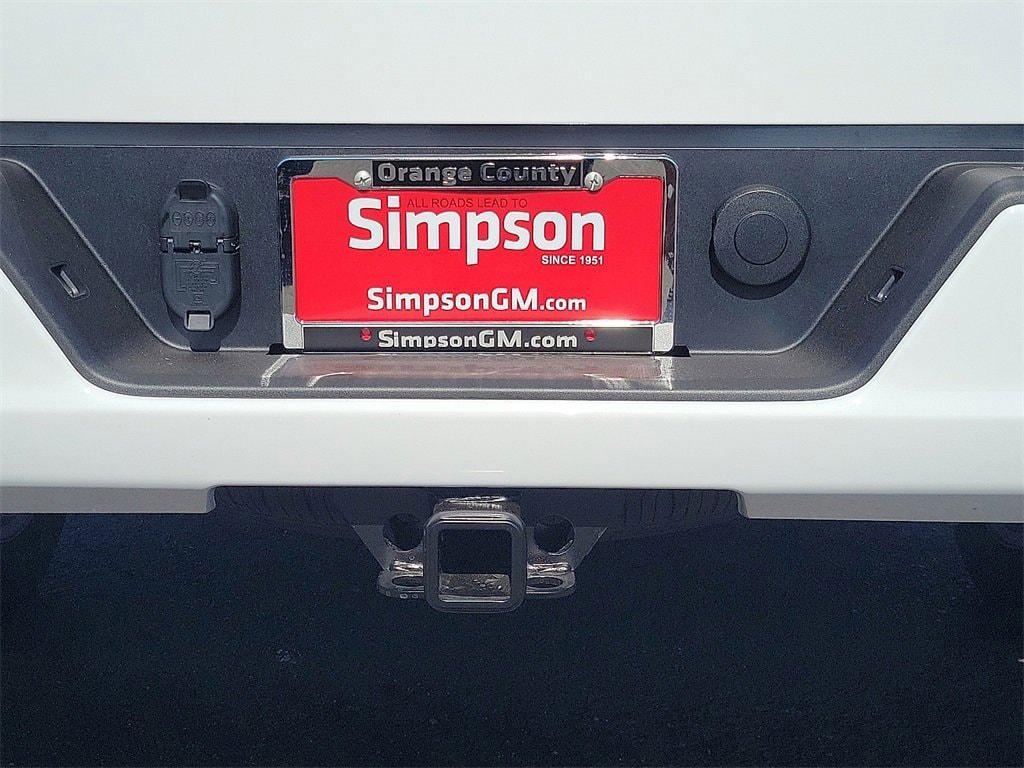 Orange County
ALL ROADS LEAD TO
Simpson
SINCE 1951
SimpsonGM.com
SimpsonGM.com